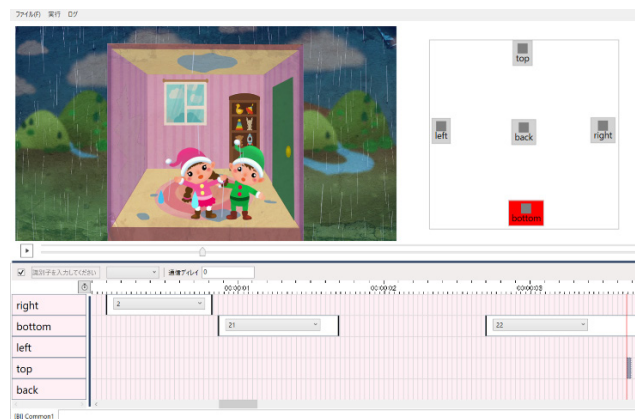 ファイル(F) 実行 ログ
top
left
back
right
bottom
識別子を入力してください 通信ディレイ 0
00:00:01 00:00:02 00:00:03
right 2
bottom 21 22
left
top
back
Common1